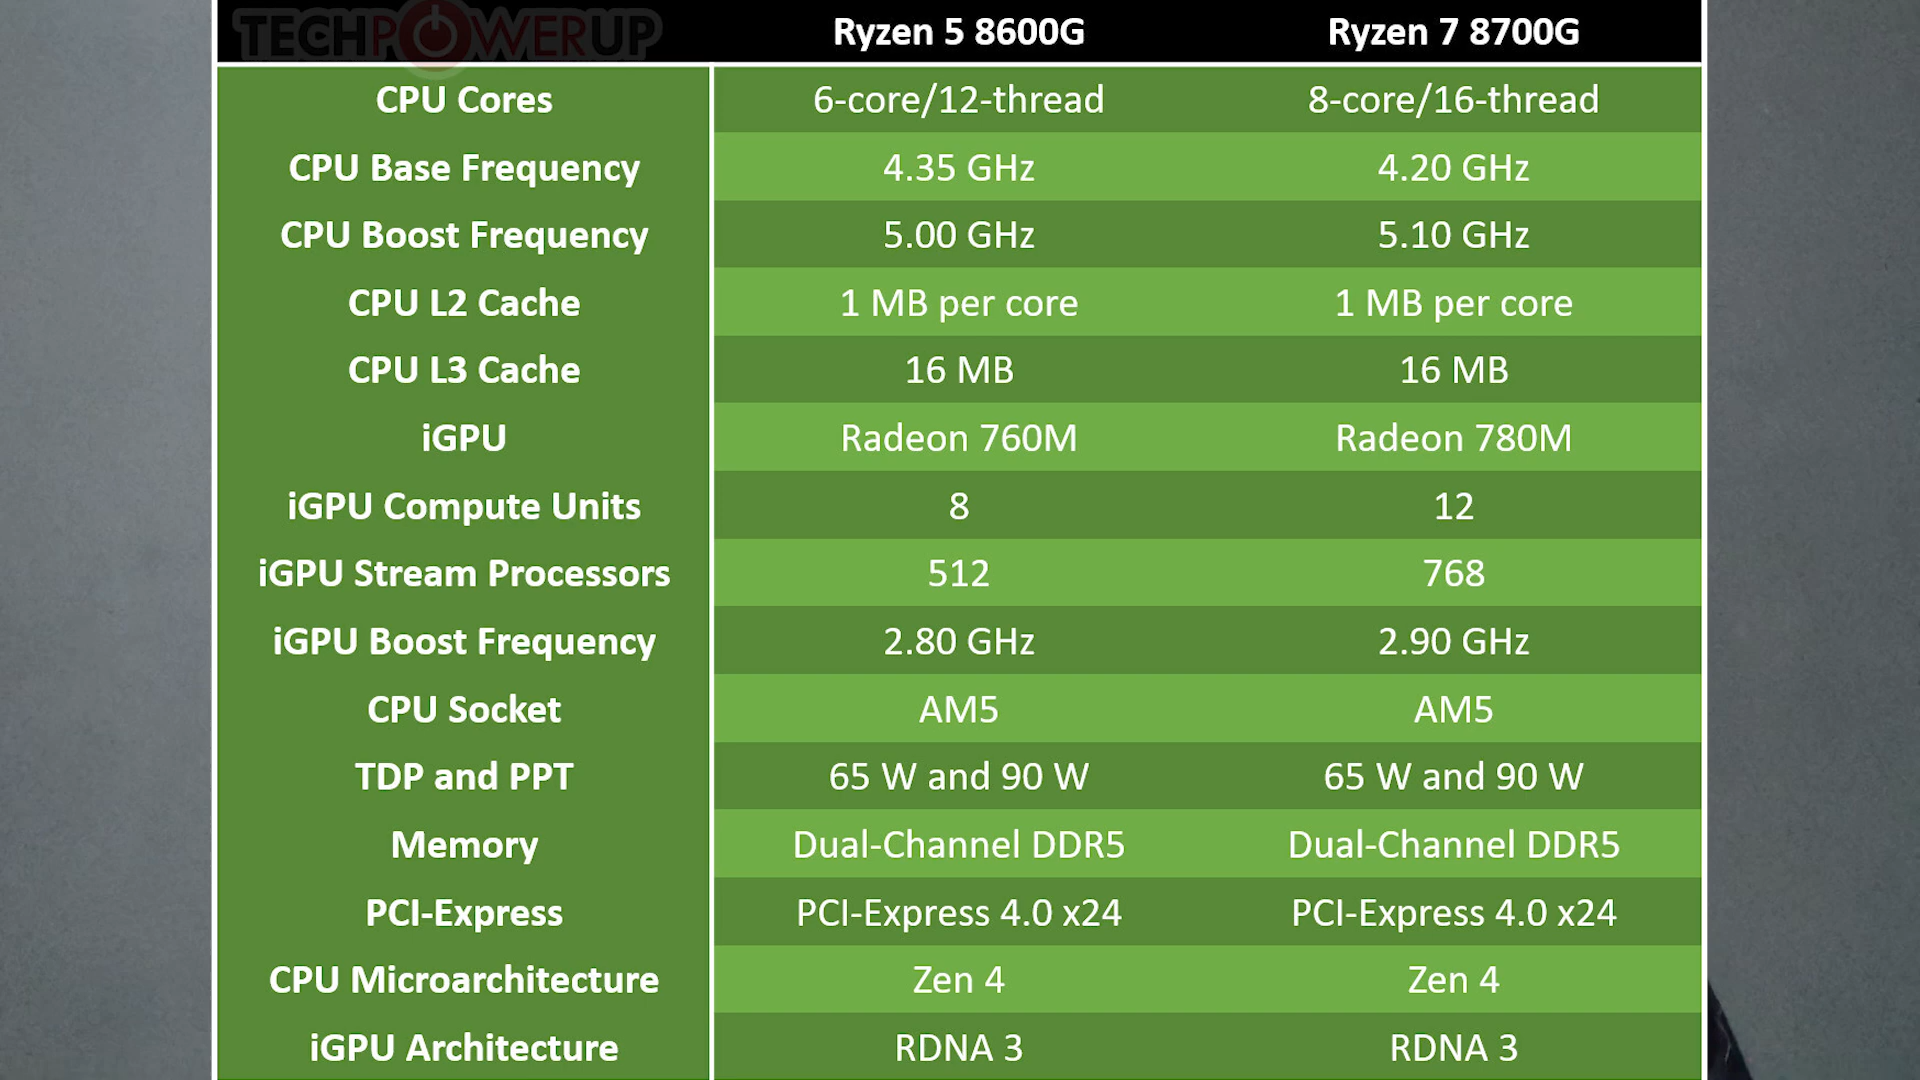 TECHPOWERUP Ryzen 5 8600G Ryzen 7 8700G
CPU Cores 6-core/12-thread 8-core/16-thread
CPU Base Frequency 4.35 GHz 4.20 GHz
CPU Boost Frequency 5.00 GHz 5.10 GHz
CPU L2 Cache 1 MB per core 1 MB per core
CPU L3 Cache 16 MB 16 MB
iGPU Radeon 760M Radeon 780M
iGPU Compute Units 8 12
iGPU Stream Processors 512 768
iGPU Boost Frequency 2.80 GHz 2.90 GHz
CPU Socket AM5 AM5
TDP and PPT 65 W and 90 W 65 W and 90 W
Memory Dual-Channel DDR5 Dual-Channel DDR5
PCI-Express PCI-Express 4.0 x24 PCI-Express 4.0 x24
CPU Microarchitecture Zen 4 Zen 4
iGPU Architecture RDNA 3 RDNA 3